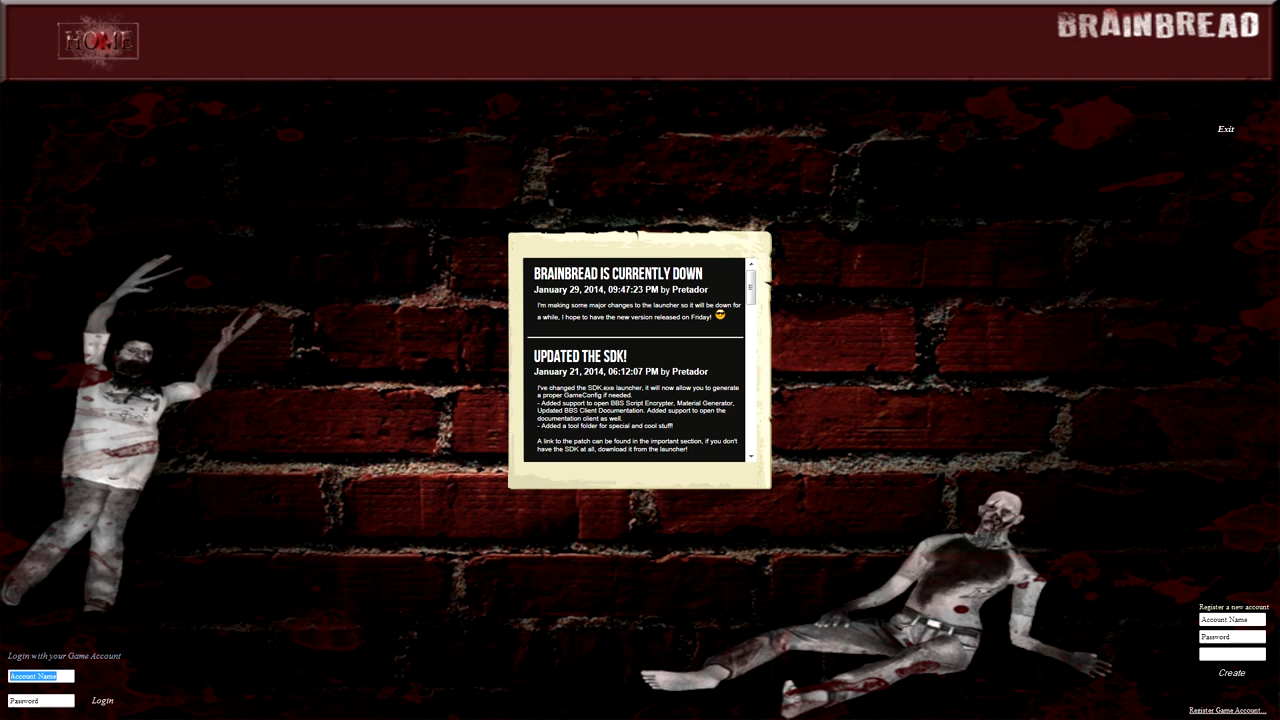 HOME
BRAINBREAD
Exit
BRAINBREAD IS CURRENTLY DOWN
January 29, 2014, 09:47:23 PM by Pretador
I'm making some major changes to the launcher so it will be down for
a while, I hope to have the new version released on Friday! 😎
UPDATED THE SDK!
January 21, 2014, 06:12:07 PM by Pretador
I've changed the SDK.exe launcher, it will now allow you to generate
a proper GameConfig if needed.
- Added support to open BBS Script Encrypter, Material Generator,
Updated BBS Client Documentation. Added support to open the
documentation client as well.
- Added a tool folder for special and cool stuff!
A link to the patch can be found in the important section, if you don't
have the SDK at all, download it from the launcher!
Login with your Game Account
Account Name
Password
Login
Register a new account
Account Name
Password
Create
Register Game Account...